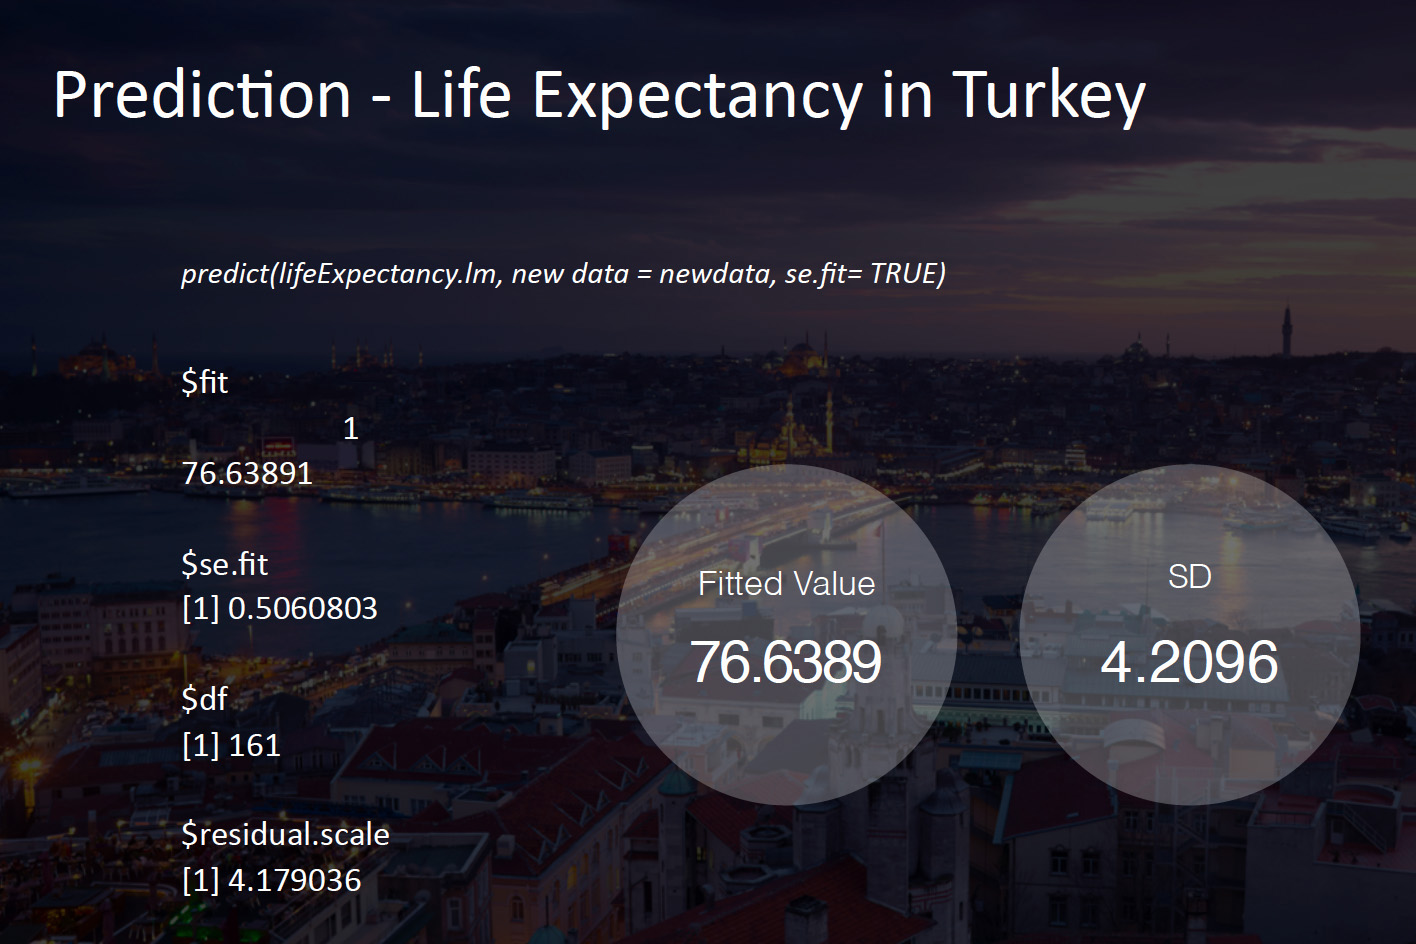 Prediction - Life Expectancy in Turkey
predict(lifeExpectancy.lm, new data = newdata, se.fit= TRUE)
$fit
1
76.63891
$se.fit
[1] 0.5060803
$df
[1] 161
$residual.scale
[1] 4.179036
Fitted Value
76.6389
SD
4.2096